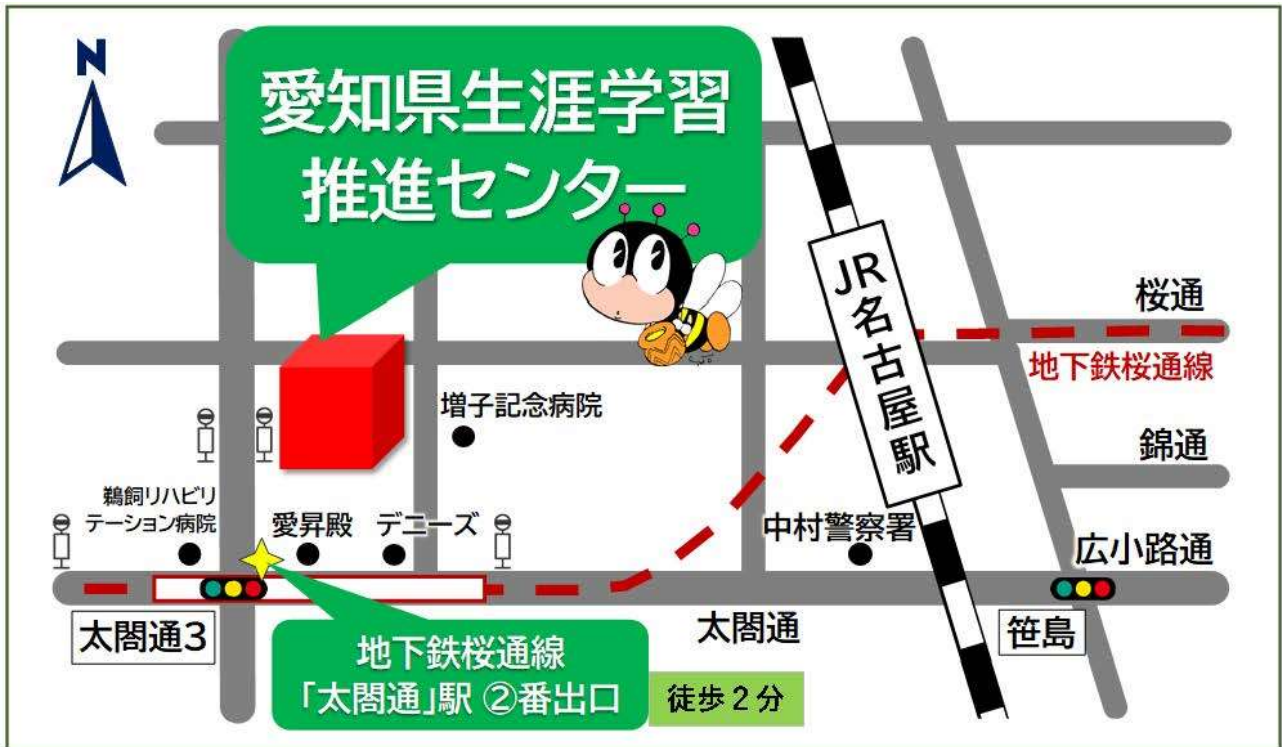 N
愛知県生涯学習
推進センター
JR名古屋駅
桜通
地下鉄桜通線
増子記念病院
錦通
鵜飼リハビリ
テーション病院
愛昇殿
デニーズ
中村警察署
広小路通
太閤通3
太閤通
笹島
地下鉄桜通線
「太閤通」駅 ②番出口
徒歩2分